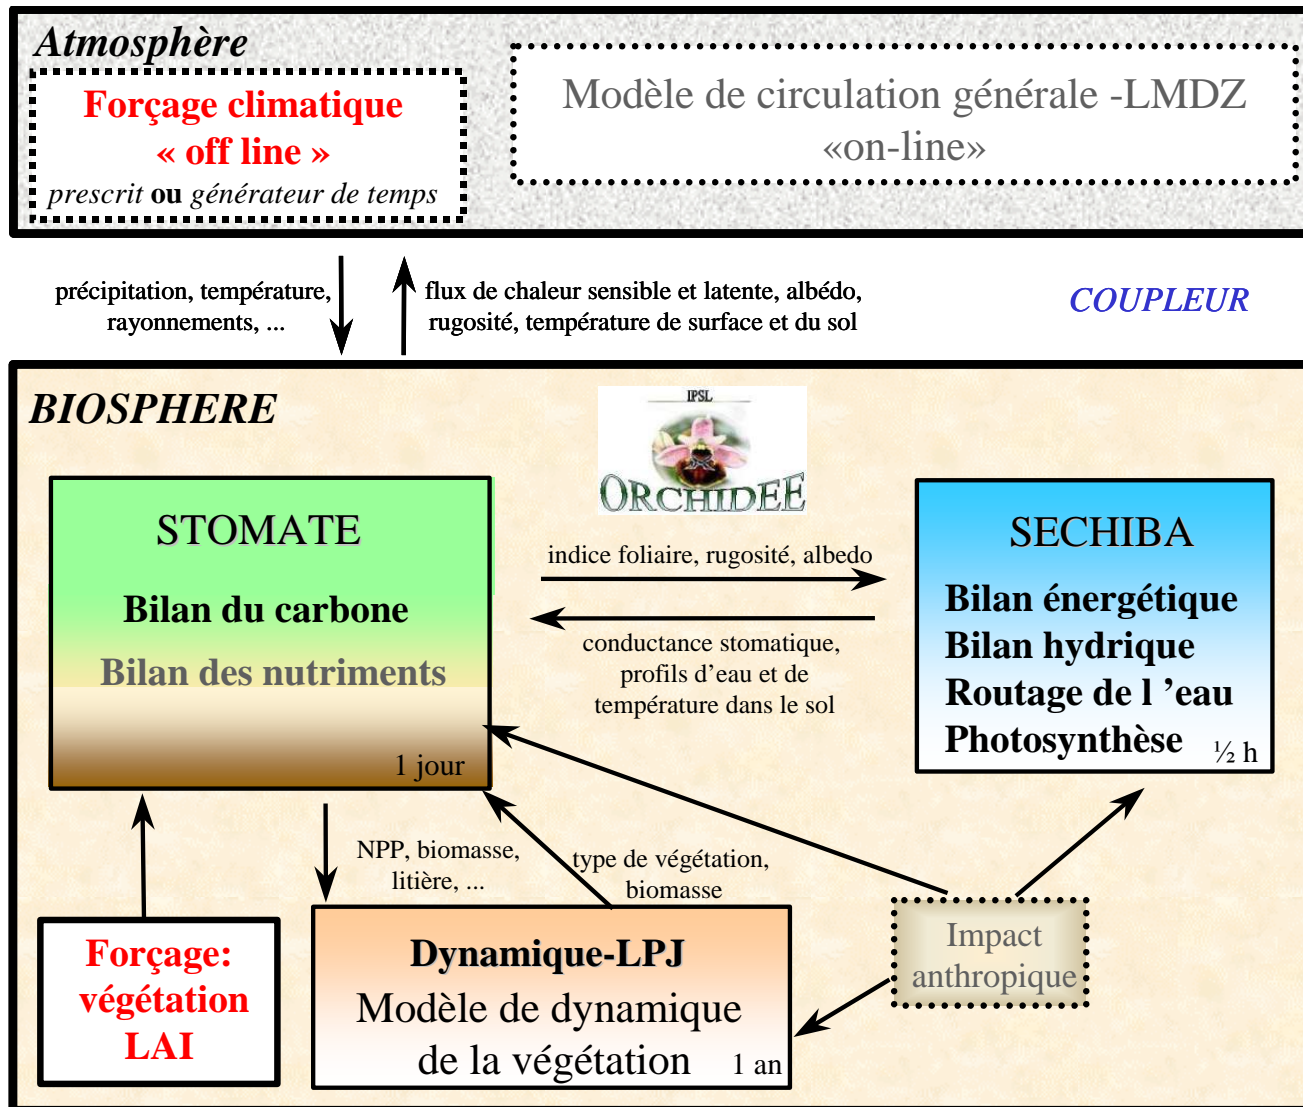 Atmosphère
Forçage climatique
« off line »
prescrit ou générateur de temps
Modèle de circulation générale -LMDZ
«on-line»
précipitation, température,
rayonnements, ...
flux de chaleur sensible et latente, albédo,
rugosité, température de surface et du sol
COUPLEUR
BIOSPHERE
IPSL
ORCHIDEE
STOMATE
Bilan du carbone
Bilan des nutriments
1 jour
indice foliaire, rugosité, albedo
conductance stomatique,
profils d’eau et de
température dans le sol
SECHIBA
Bilan énergétique
Bilan hydrique
Routage de l ’eau
Photosynthèse
½ h
NPP, biomasse,
litière, ...
type de végétation,
biomasse
Forçage:
végétation
LAI
Dynamique-LPJ
Modèle de dynamique
de la végétation
1 an
Impact
anthropique